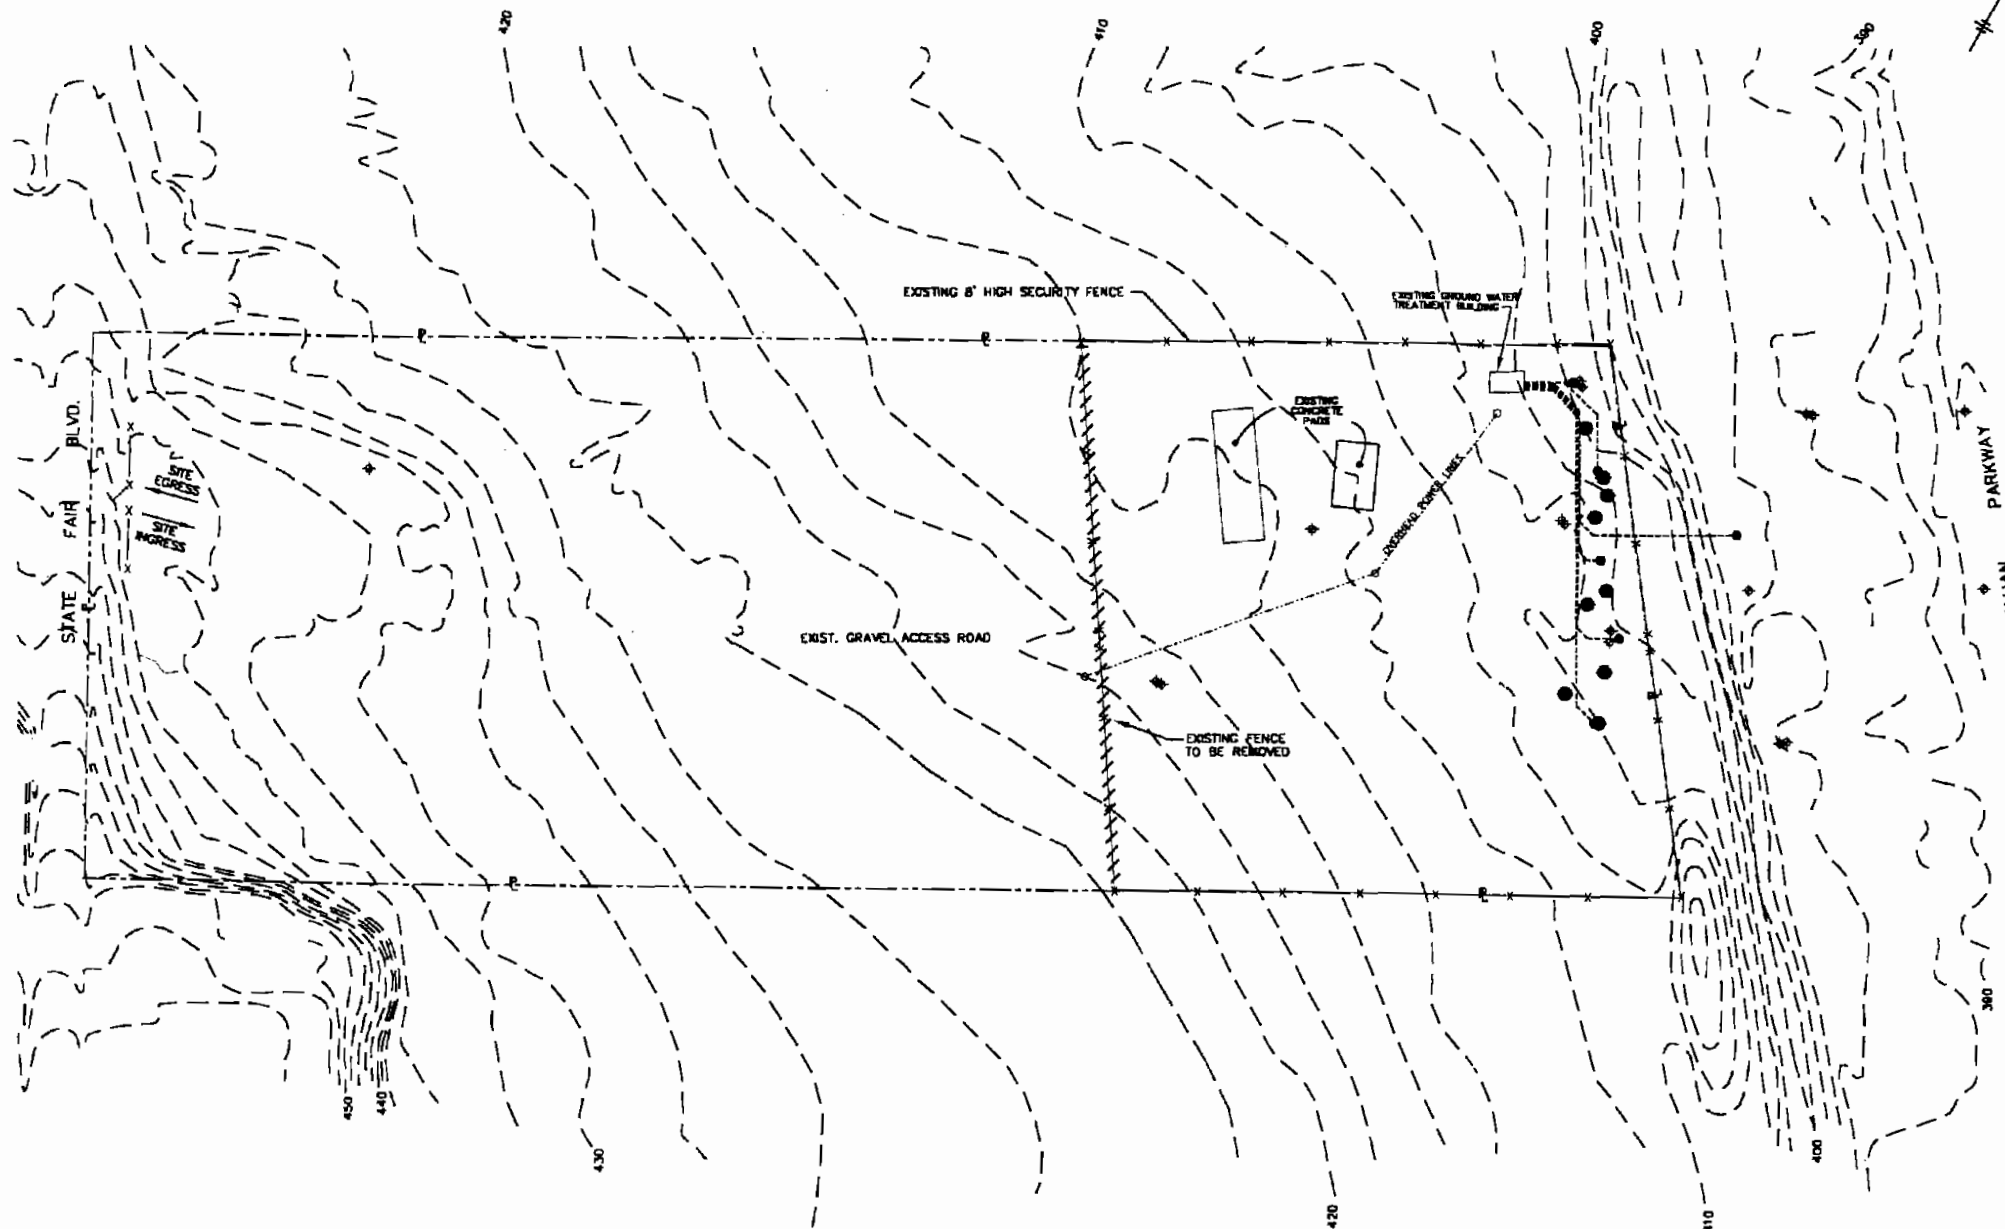 420
410
400
390
EXISTING 8' HIGH SECURITY FENCE
EXISTING GROUND WATER
TREATMENT BUILDING
EXISTING
CONCRETE
PADS
STATE FAIR BLVD.
SITE
EGRESS
SITE
INGRESS
OVERHEAD POWER LINES
PARKWAY
EXIST. GRAVEL ACCESS ROAD
EXISTING FENCE
TO BE REMOVED
P
P
P
P
450
440
430
420
400
390